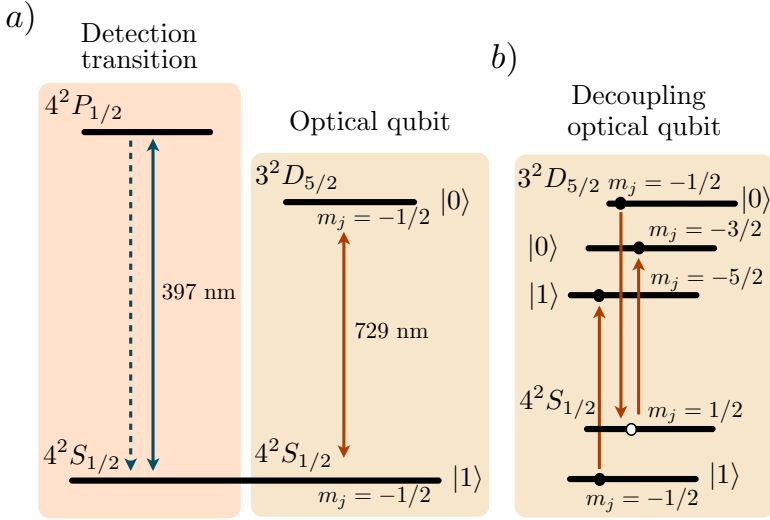 a)
Detection
transition
4²P₁/₂
397 nm
4²S₁/₂
Optical qubit
3²D₅/₂
|0⟩
m_j = −1/2
729 nm
4²S₁/₂
|1⟩
m_j = −1/2
b)
Decoupling
optical qubit
3²D₅/₂
m_j = −1/2
|0⟩
m_j = −3/2
|0⟩
m_j = −5/2
|1⟩
4²S₁/₂
m_j = 1/2
|1⟩
m_j = −1/2